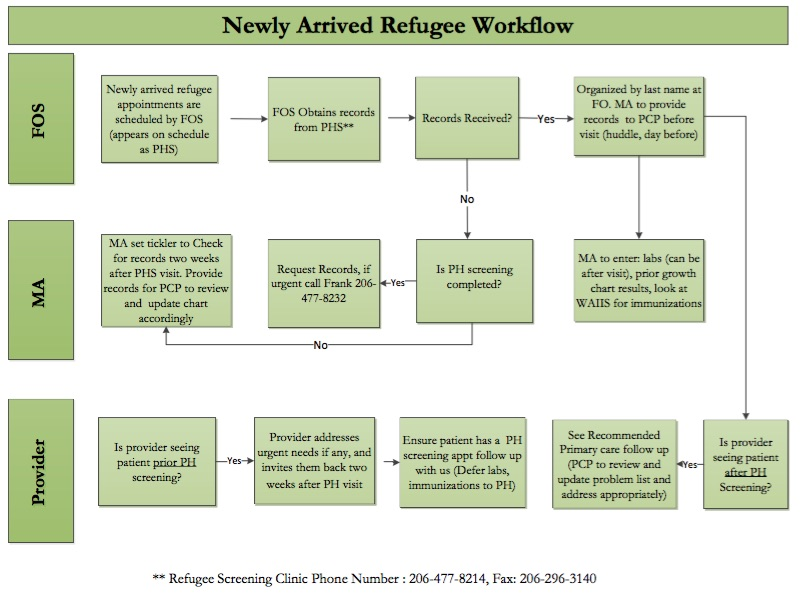 Newly Arrived Refugee Workflow
FOS
Newly arrived refugee
appointments are
scheduled by FOS
(appears on schedule
as PHS)
FOS Obtains records
from PHS**
Records Received?
Yes
Organized by last name at
FO. MA to provide
records to PCP before
visit (huddle, day before)
No
MA
MA set tickler to Check
for records two weeks
after PHS visit. Provide
records for PCP to review
and update chart
accordingly
Request Records, if
urgent call Frank 206-
477-8232
Yes
Is PH screening
completed?
MA to enter: labs (can be
after visit), prior growth
chart results, look at
WAIIS for immunizations
No
Provider
Is provider seeing
patient prior PH
screening?
Yes
Provider addresses
urgent needs if any, and
invites them back two
weeks after PH visit
Ensure patient has a PH
screening appt follow up
with us (Defer labs,
immunizations to PH)
See Recommended
Primary care follow up
(PCP to review and
update problem list and
address appropriately)
Yes
Is provider
seeing patient
after PH
Screening?
** Refugee Screening Clinic Phone Number : 206-477-8214, Fax: 206-296-3140